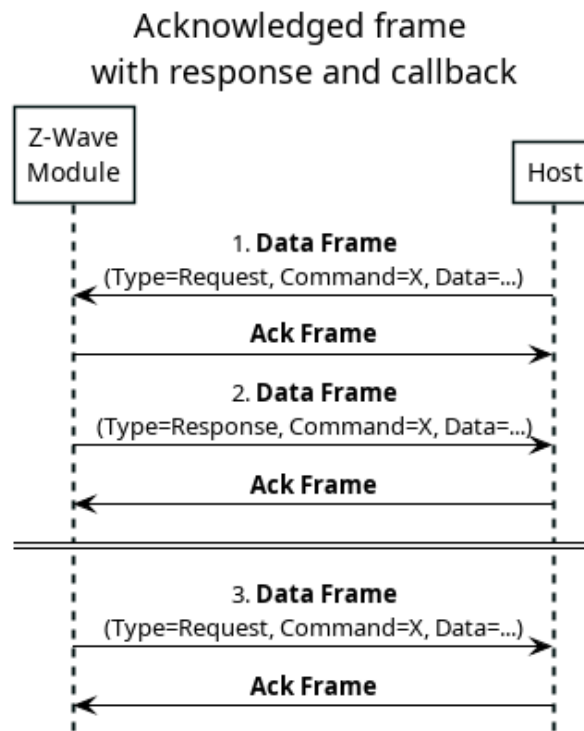 Acknowledged frame
with response and callback
Z-Wave
Module
Host
1. Data Frame
(Type=Request, Command=X, Data=...)
Ack Frame
2. Data Frame
(Type=Response, Command=X, Data=...)
Ack Frame
3. Data Frame
(Type=Request, Command=X, Data=...)
Ack Frame